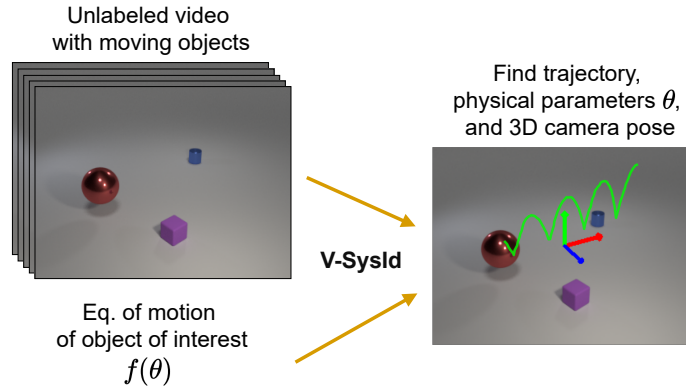 Unlabeled video
with moving objects
Find trajectory,
physical parameters θ,
and 3D camera pose
V-SysId
Eq. of motion
of object of interest
f(θ)